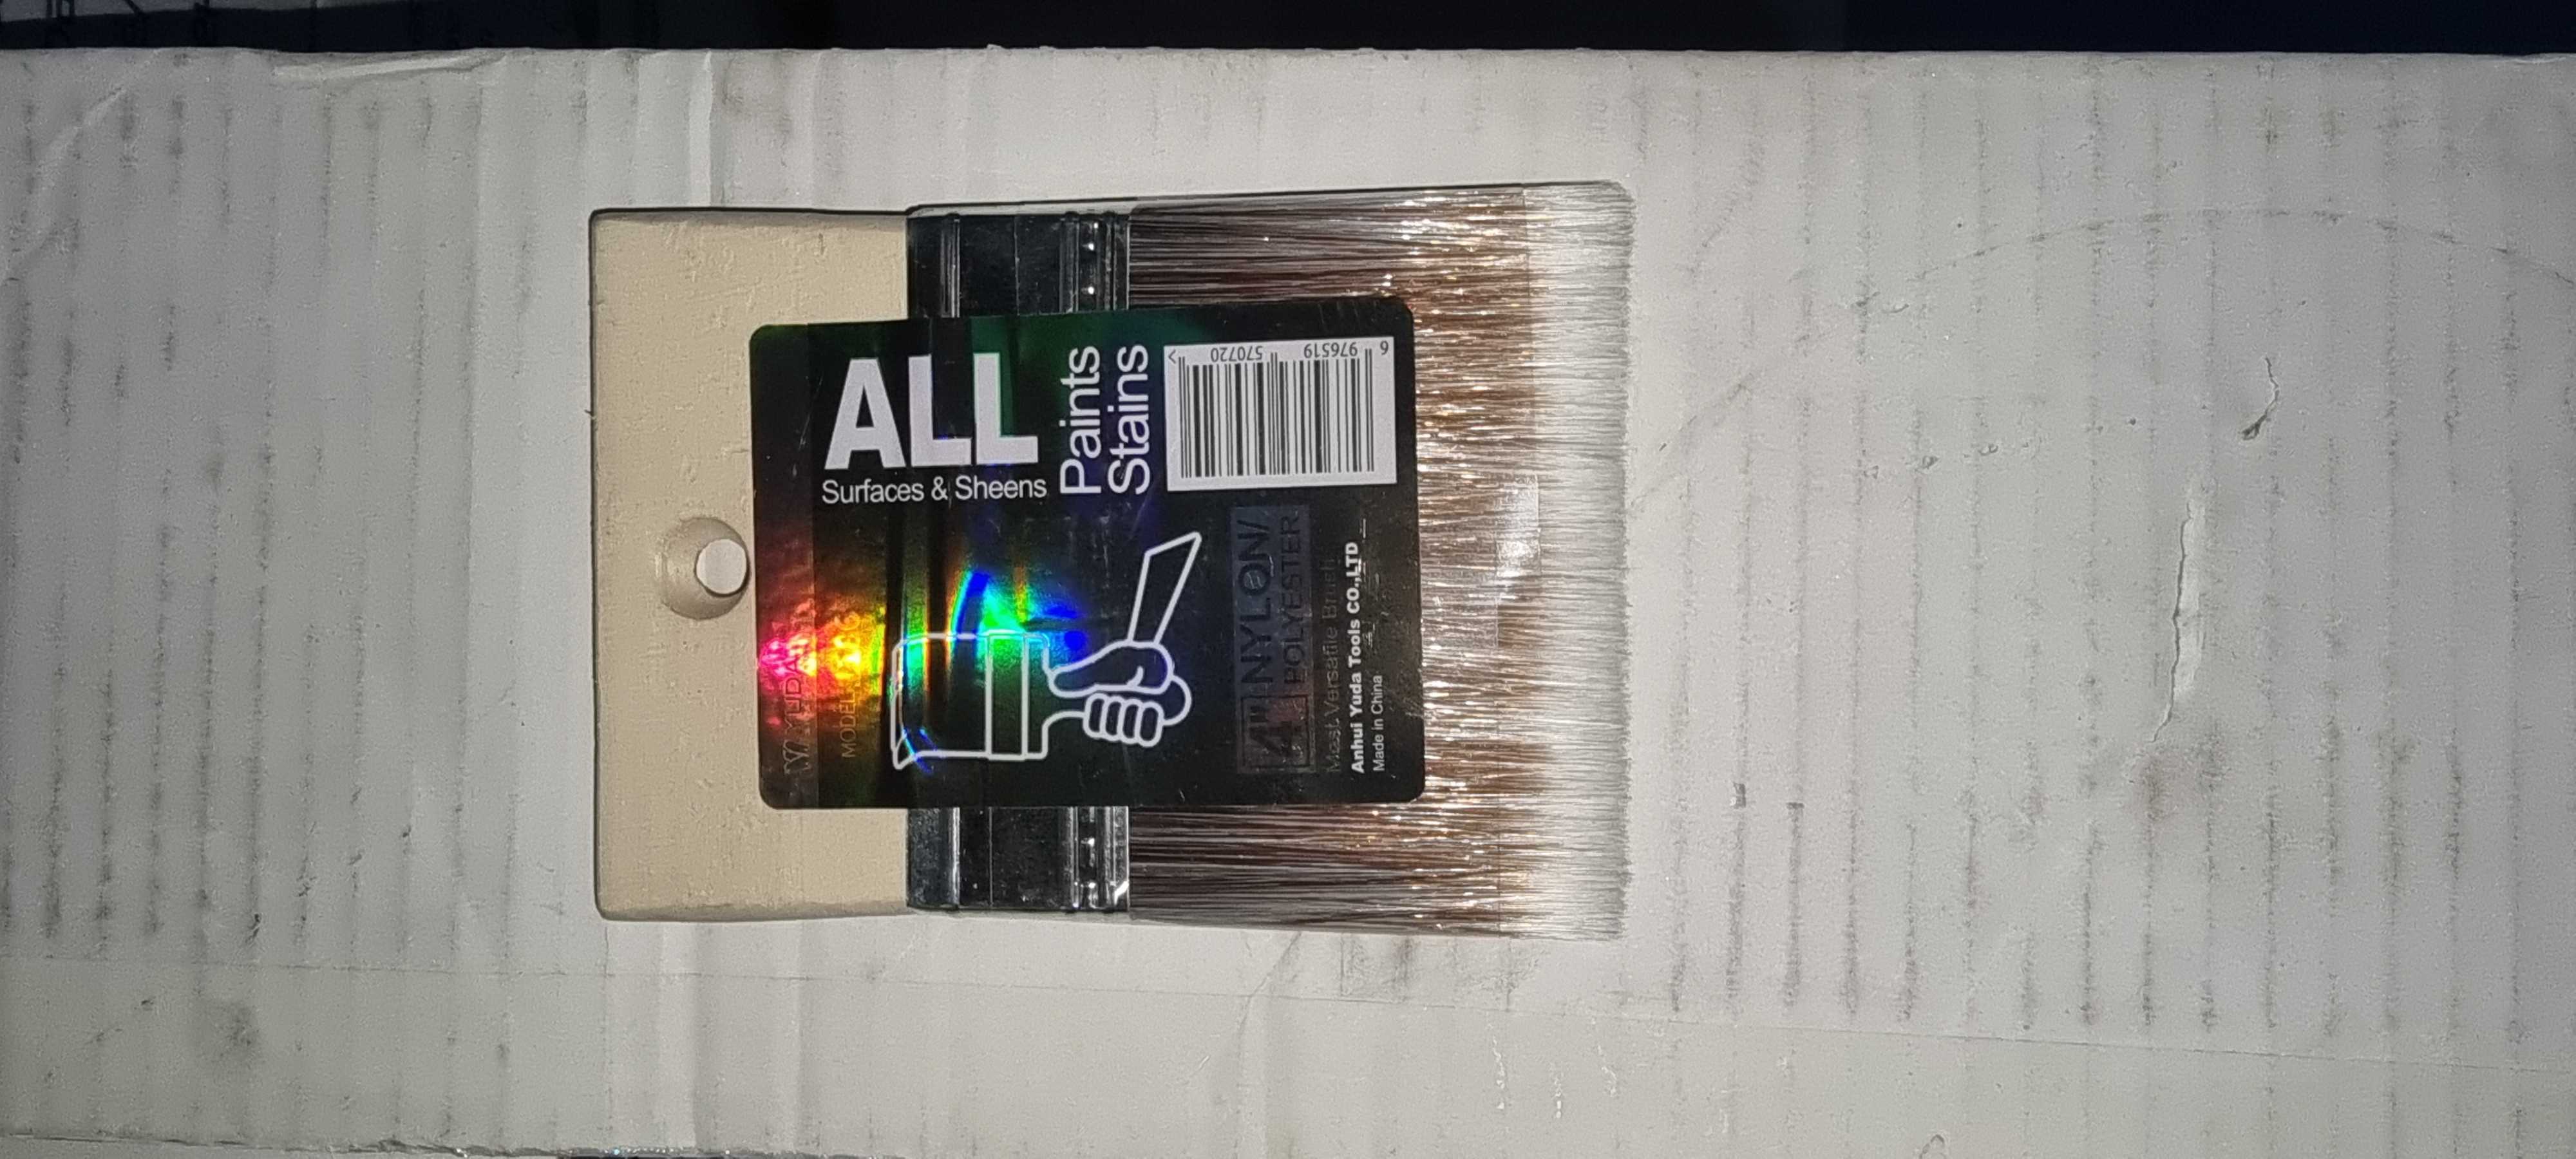 ALL
Surfaces & Sheens
Paints
Stains
6 976519 570720 >
MODEL
4" NYLON/
POLYESTER
Most Versatile Brush
Anhui Yuda Tools CO.,LTD
Made in China